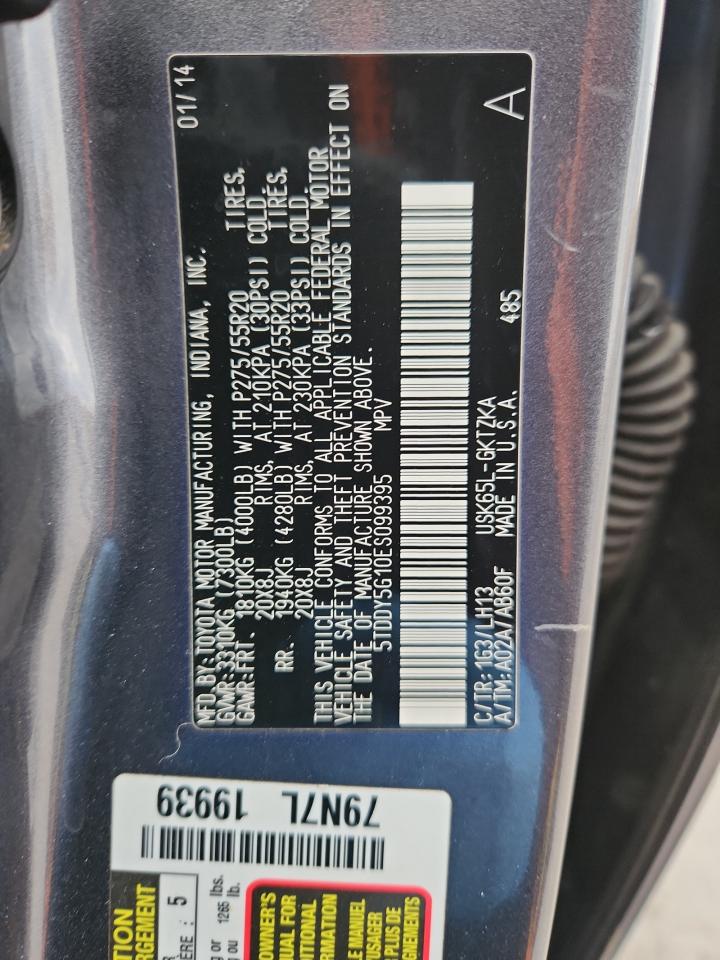 MFD. BY: TOYOTA MOTOR MANUFACTURING, INDIANA, INC. 01/14
GVWR: 3310KG (7300LB)
GAWR: FRT. 1810KG (4000LB) WITH P275/55R20 TIRES,
20X8J RIMS, AT 210KPA (30PSI) COLD.
RR. 1940KG (4280LB) WITH P275/55R20 TIRES,
20X8J RIMS, AT 230KPA (33PSI) COLD.
THIS VEHICLE CONFORMS TO ALL APPLICABLE FEDERAL MOTOR
VEHICLE SAFETY AND THEFT PREVENTION STANDARDS IN EFFECT ON
THE DATE OF MANUFACTURE SHOWN ABOVE.
5TDDY5G10ES099395 MPV
C/TR: 1G3/LH13 USK65L-GKTZKA
A/TM: A02A/AB60F MADE IN U.S.A. 485 A
79N7L
19939
5
1265 lb.
lbs.
OWNER'S
FOR